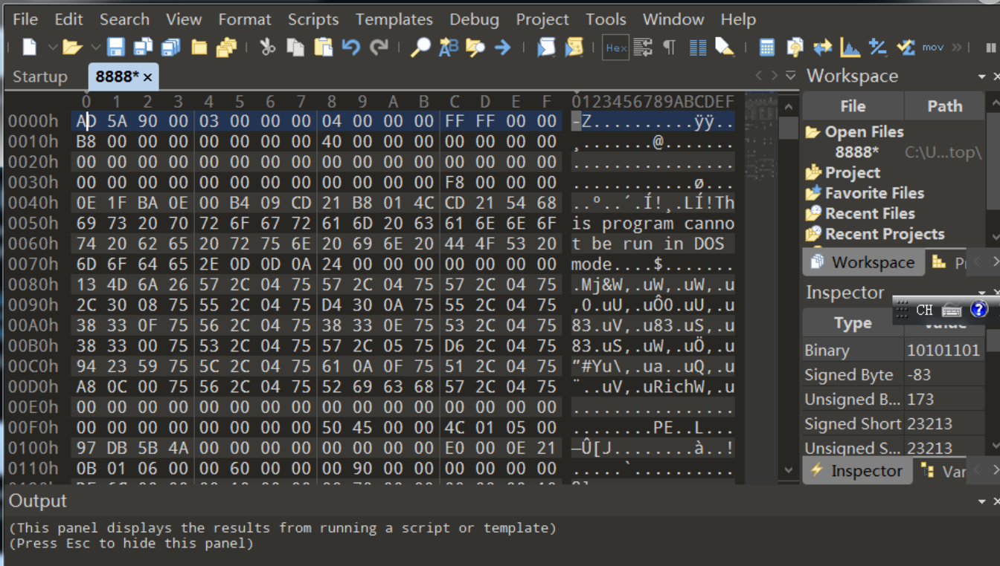 File Edit Search View Format Scripts Templates Debug Project Tools Window Help
Hex mov
Startup 8888*
0 1 2 3 4 5 6 7 8 9 A B C D E F 0123456789ABCDEF
0000h AD 5A 90 00 03 00 00 00 04 00 00 00 FF FF 00 00 -Z..........ÿÿ..
0010h B8 00 00 00 00 00 00 00 40 00 00 00 00 00 00 00 ¸.......@.......
0020h 00 00 00 00 00 00 00 00 00 00 00 00 00 00 00 00 ................
0030h 00 00 00 00 00 00 00 00 00 00 00 00 F8 00 00 00 ............ø...
0040h 0E 1F BA 0E 00 B4 09 CD 21 B8 01 4C CD 21 54 68 ..º..´.Í!¸.LÍ!Th
0050h 69 73 20 70 72 6F 67 72 61 6D 20 63 61 6E 6E 6F is program canno
0060h 74 20 62 65 20 72 75 6E 20 69 6E 20 44 4F 53 20 t be run in DOS
0070h 6D 6F 64 65 2E 0D 0D 0A 24 00 00 00 00 00 00 00 mode....$.......
0080h 13 4D 6A 26 57 2C 04 75 57 2C 04 75 57 2C 04 75 .Mj&W,.uW,.uW,.u
0090h 2C 30 08 75 55 2C 04 75 D4 30 0A 75 55 2C 04 75 ,0.uU,.uÔ0.uU,.u
00A0h 38 33 0F 75 56 2C 04 75 38 33 0E 75 53 2C 04 75 83.uV,.u83.uS,.u
00B0h 38 33 00 75 53 2C 04 75 57 2C 05 75 D6 2C 04 75 83.uS,.uW,.uÖ,.u
00C0h 94 23 59 75 5C 2C 04 75 61 0A 0F 75 51 2C 04 75 ”#Yu\,.ua..uQ,.u
00D0h A8 0C 00 75 56 2C 04 75 52 69 63 68 57 2C 04 75 ¨..uV,.uRichW,.u
00E0h 00 00 00 00 00 00 00 00 00 00 00 00 00 00 00 00 ................
00F0h 00 00 00 00 00 00 00 00 50 45 00 00 4C 01 05 00 ........PE..L...
0100h 97 DB 5B 4A 00 00 00 00 00 00 00 00 E0 00 0E 21 —Û[J........à..!
0110h 0B 01 06 00 00 60 00 00 00 90 00 00 00 00 00 00 .....`..........
Workspace
File Path
Open Files
8888* C:\U...top\
Project
Favorite Files
Recent Files
Recent Projects
Workspace
Inspector
CH
Type
Binary 10101101
Signed Byte -83
Unsigned B... 173
Signed Short 23213
Unsigned S... 23213
Inspector Var
Output
(This panel displays the results from running a script or template)
(Press Esc to hide this panel)